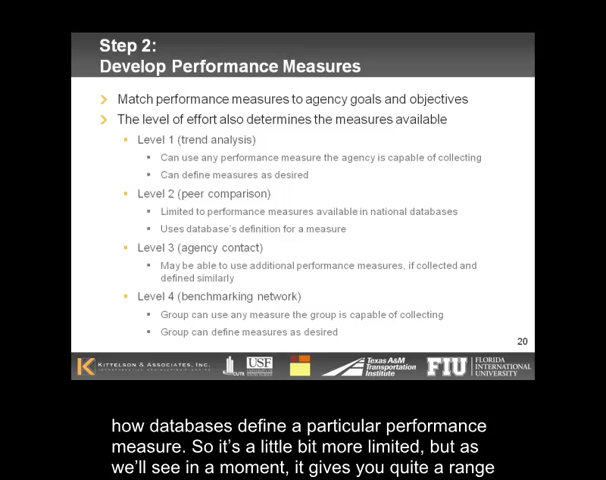 Step 2:
Develop Performance Measures
Match performance measures to agency goals and objectives
The level of effort also determines the measures available
Level 1 (trend analysis)
Can use any performance measure the agency is capable of collecting
Can define measures as desired
Level 2 (peer comparison)
Limited to performance measures available in national databases
Uses database's definition for a measure
Level 3 (agency contact)
May be able to use additional performance measures, if collected and
defined similarly
Level 4 (benchmarking network)
Group can use any measure the group is capable of collecting
Group can define measures as desired
20
KITTELSON & ASSOCIATES, INC.
CUTR
USF
Texas A&M
Transportation
Institute
FIU
FLORIDA
INTERNATIONAL
UNIVERSITY
how databases define a particular performance
measure. So it's a little bit more limited, but as
we'll see in a moment, it gives you quite a range